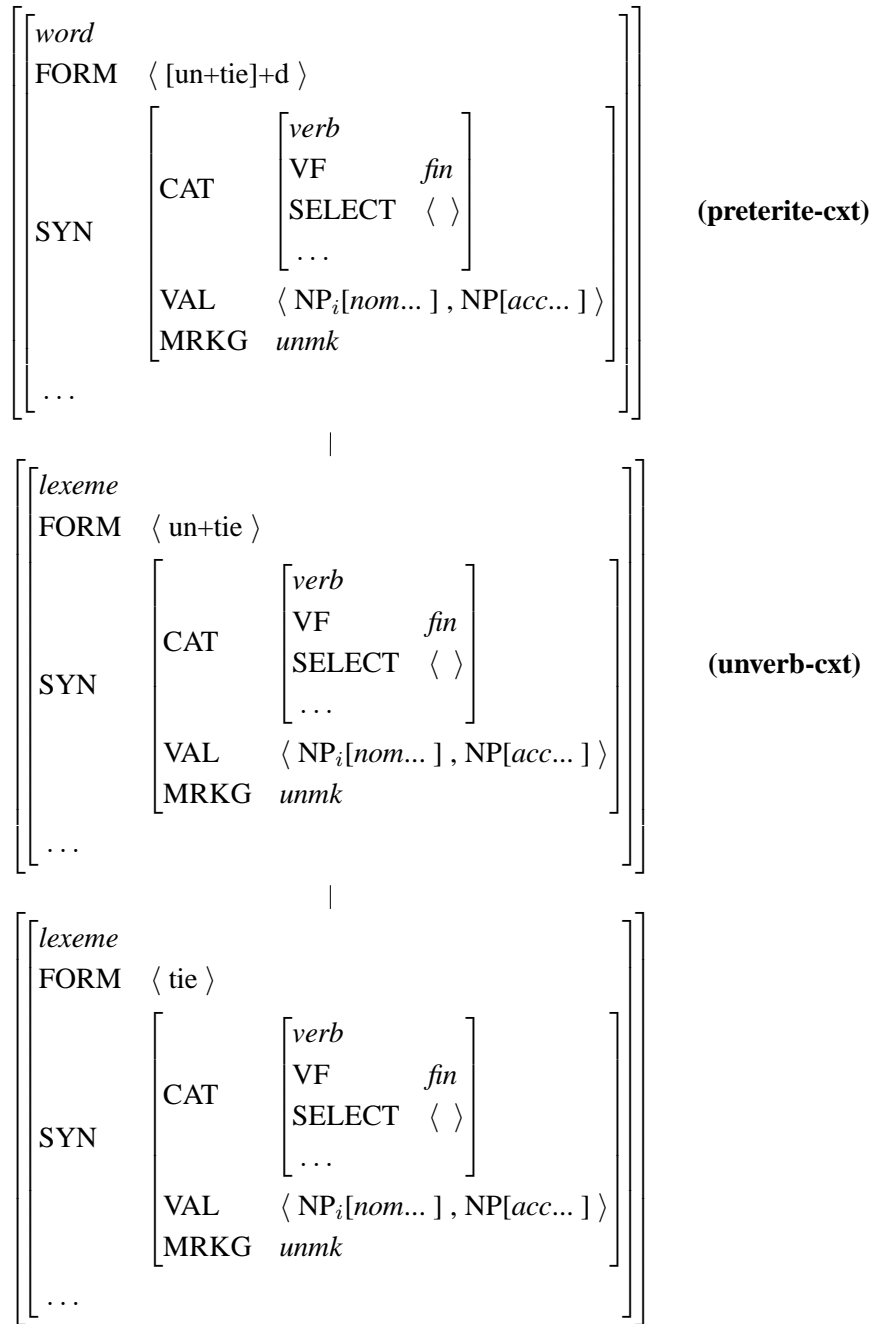 word
FORM ⟨ [un+tie]+d ⟩
verb
VF fin
CAT
SELECT ⟨ ⟩
(preterite-cxt)
SYN
. . .
VAL ⟨ NPi[nom... ] , NP[acc... ] ⟩
MRKG unmk
. . .
lexeme
FORM ⟨ un+tie ⟩
verb
VF fin
CAT
SELECT ⟨ ⟩
(unverb-cxt)
SYN
. . .
VAL ⟨ NPi[nom... ] , NP[acc... ] ⟩
MRKG unmk
. . .
lexeme
FORM ⟨ tie ⟩
verb
VF fin
CAT
SELECT ⟨ ⟩
SYN
. . .
VAL ⟨ NPi[nom... ] , NP[acc... ] ⟩
MRKG unmk
. . .